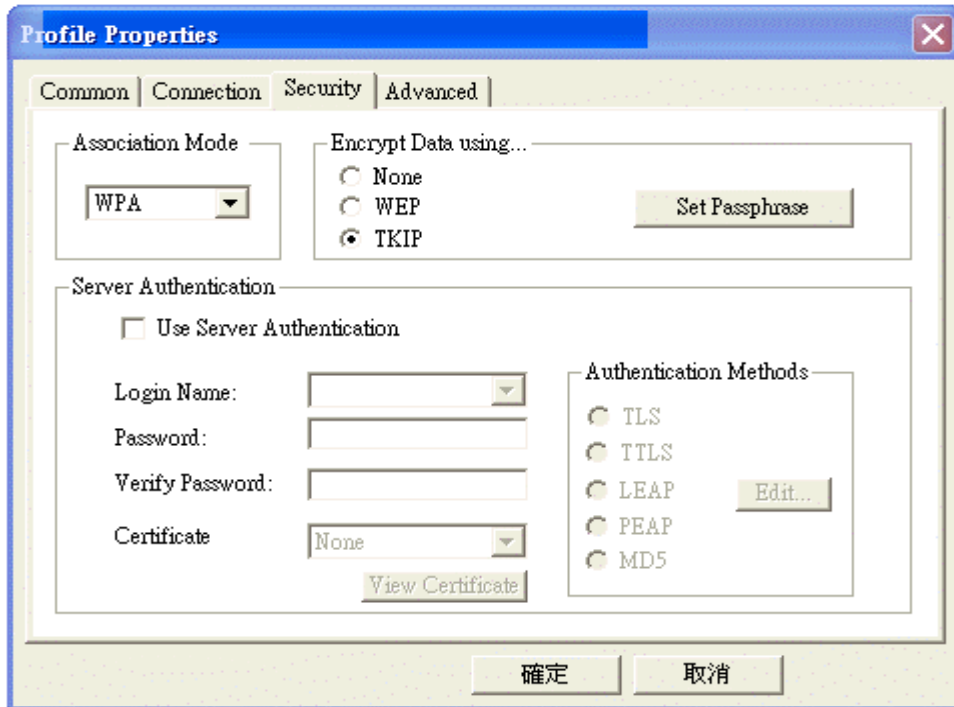 Profile Properties
Common Connection Security Advanced
Association Mode
WPA
Encrypt Data using...
None
WEP
TKIP
Set Passphrase
Server Authentication
Use Server Authentication
Login Name:
Password:
Verify Password:
Certificate
None
View Certificate
Authentication Methods
TLS
TTLS
LEAP
PEAP
MD5
Edit...
確定
取消